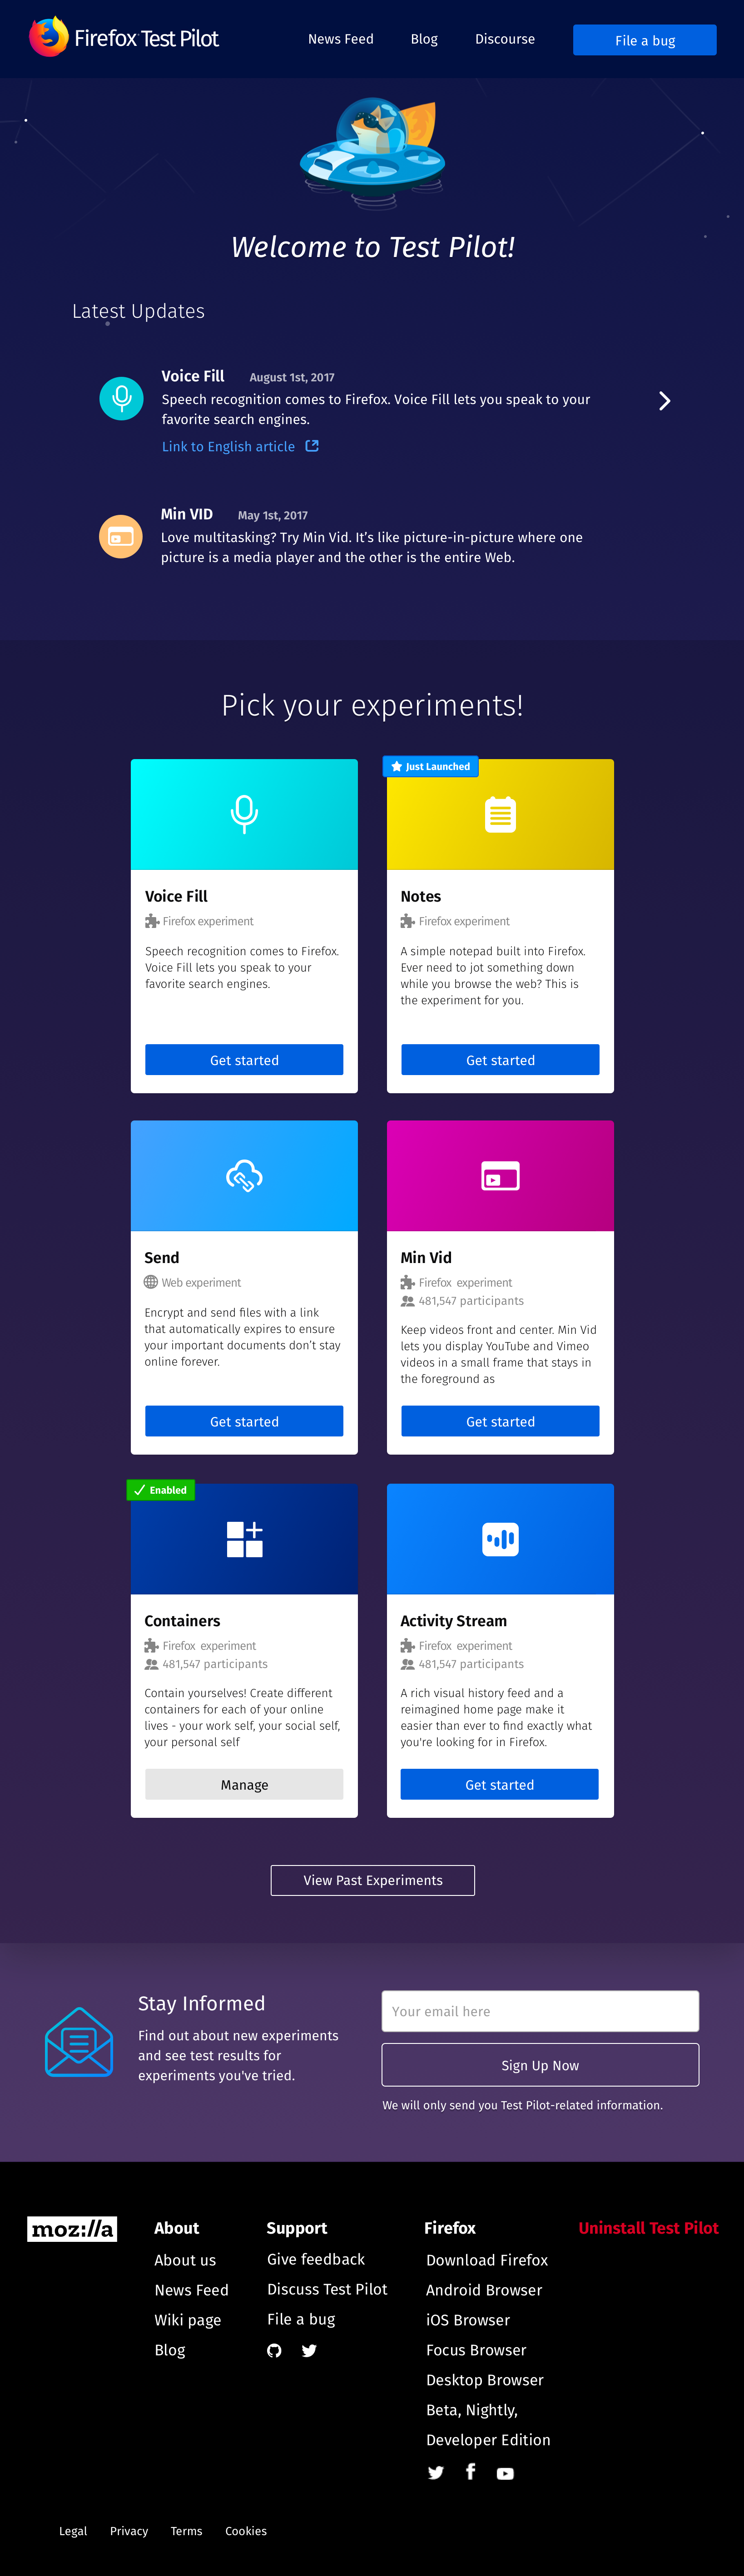 Firefox Test Pilot
News Feed
Blog
Discourse
File a bug
Welcome to Test Pilot!
Latest Updates
Voice Fill August 1st, 2017
Speech recognition comes to Firefox. Voice Fill lets you speak to your
favorite search engines.
Link to English article
Min VID May 1st, 2017
Love multitasking? Try Min Vid. It’s like picture-in-picture where one
picture is a media player and the other is the entire Web.
Pick your experiments!
Voice Fill
Firefox experiment
Speech recognition comes to Firefox.
Voice Fill lets you speak to your
favorite search engines.
Get started
Just Launched
Notes
Firefox experiment
A simple notepad built into Firefox.
Ever need to jot something down
while you browse the web? This is
the experiment for you.
Get started
Send
Web experiment
Encrypt and send files with a link
that automatically expires to ensure
your important documents don’t stay
online forever.
Get started
Min Vid
Firefox experiment
481,547 participants
Keep videos front and center. Min Vid
lets you display YouTube and Vimeo
videos in a small frame that stays in
the foreground as
Get started
Enabled
Containers
Firefox experiment
481,547 participants
Contain yourselves! Create different
containers for each of your online
lives - your work self, your social self,
your personal self
Manage
Activity Stream
Firefox experiment
481,547 participants
A rich visual history feed and a
reimagined home page make it
easier than ever to find exactly what
you're looking for in Firefox.
Get started
View Past Experiments
Stay Informed
Find out about new experiments
and see test results for
experiments you've tried.
Your email here
Sign Up Now
We will only send you Test Pilot-related information.
moz://a
About
About us
News Feed
Wiki page
Blog
Support
Give feedback
Discuss Test Pilot
File a bug
Firefox
Download Firefox
Android Browser
iOS Browser
Focus Browser
Desktop Browser
Beta, Nightly,
Developer Edition
Uninstall Test Pilot
Legal
Privacy
Terms
Cookies